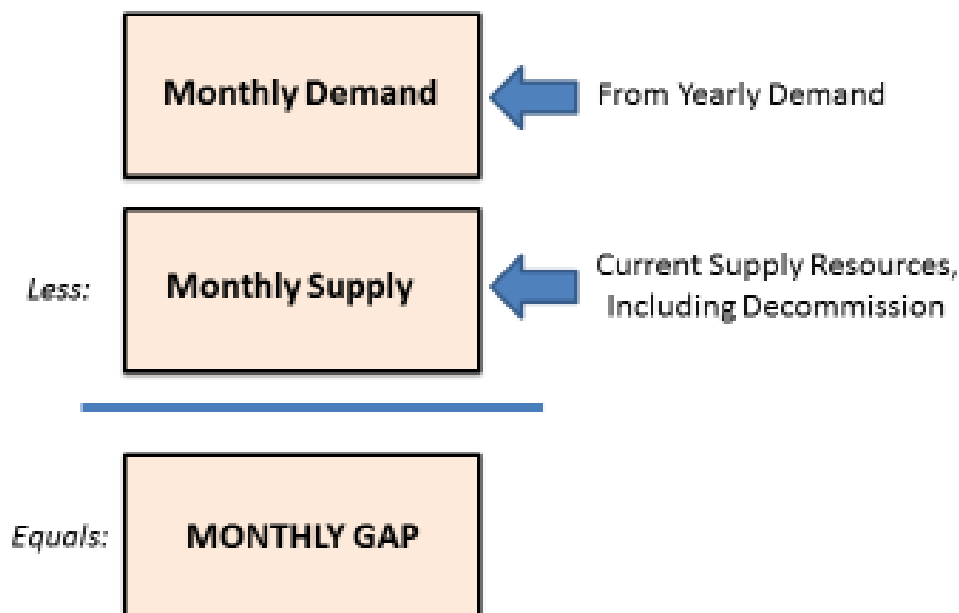 Monthly Demand
From Yearly Demand
Less:
Monthly Supply
Current Supply Resources,
Including Decommission
Equals:
MONTHLY GAP